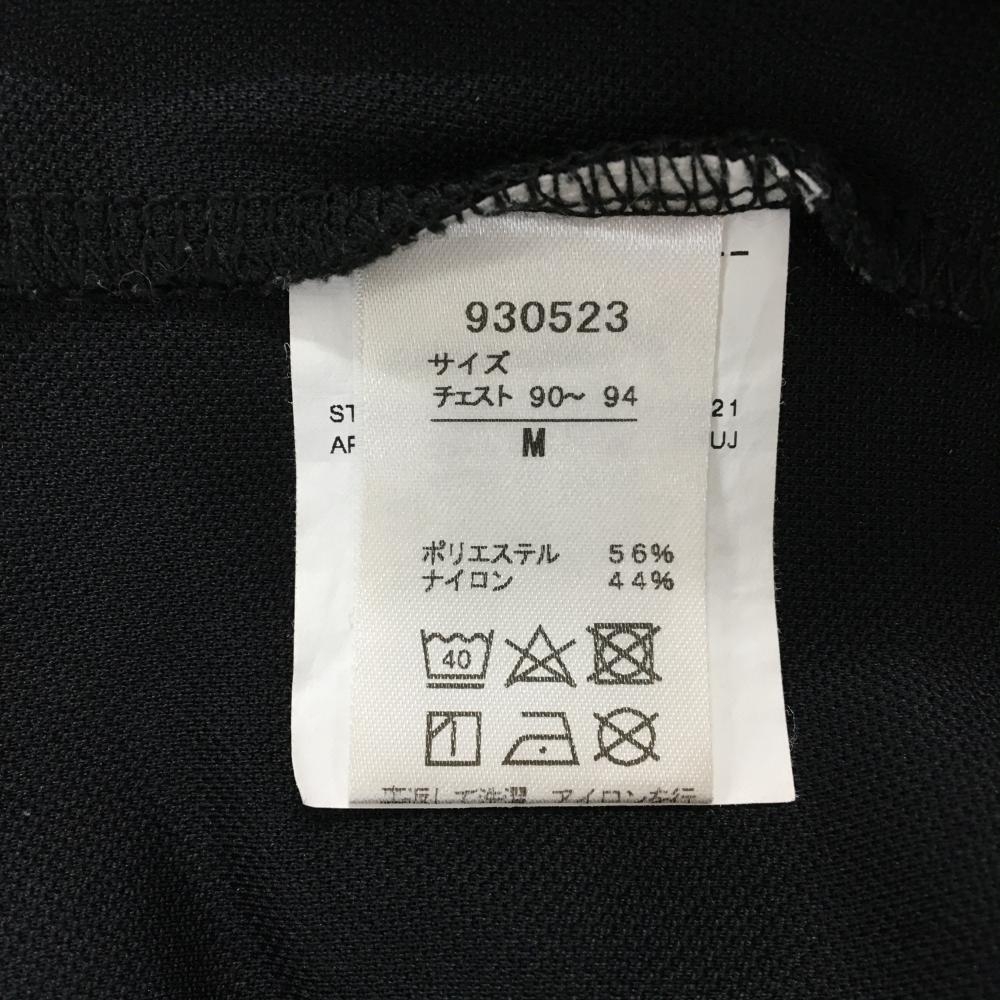 930523
サイズ
チェスト 90〜 94
M
ST 21
AF UJ
ポリエステル 56%
ナイロン 44%
40